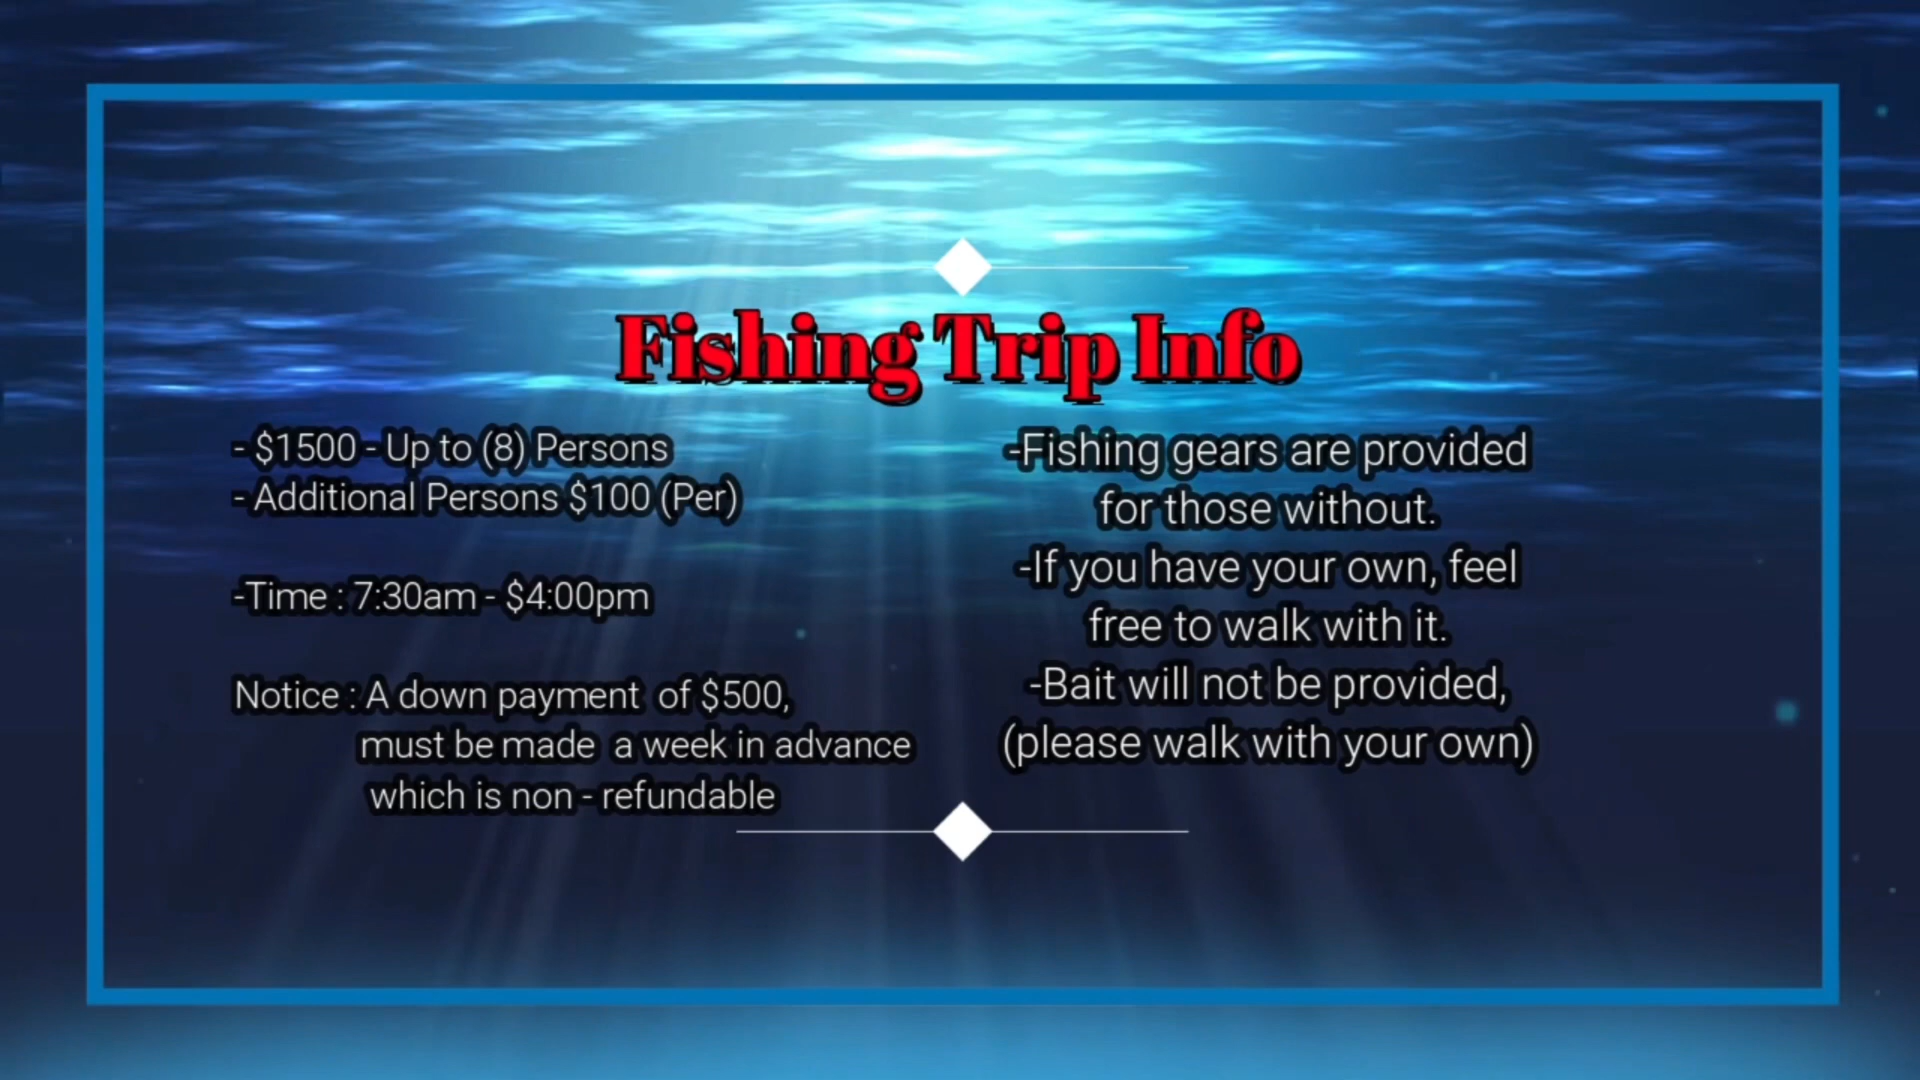 Fishing Trip Info
- $1500 - Up to (8) Persons
- Additional Persons $100 (Per)
-Time : 7:30am - $4:00pm
Notice : A down payment  of $500,
must be made  a week in advance
which is non - refundable
-Fishing gears are provided
for those without.
-If you have your own, feel
free to walk with it.
-Bait will not be provided,
(please walk with your own)